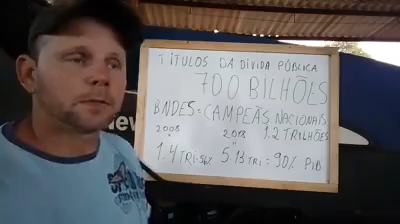 TÍTULOS DA DÍVIDA PÚBLICA
700 BILHÕES
BNDES = CAMPEÃS NACIONAIS
2008 2018 1.2 TRILHÕES
1.4 TRI 5.13 TRI = 90% PIB
ew